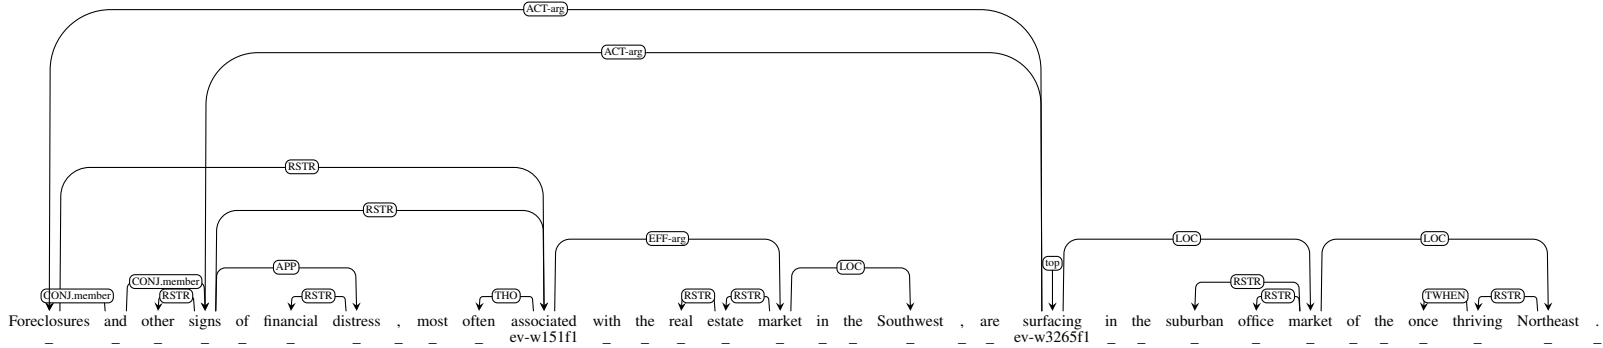 ACT-arg
ACT-arg
RSTR
RSTR
EFF-arg LOC LOC
APP LOC top
CONJ.member RSTR
CONJ.member RSTR RSTR THO RSTR RSTR RSTR TWHEN RSTR
Foreclosures and other signs of financial distress , most often associated with the real estate market in the Southwest , are surfacing in the suburban office market of the once thriving Northeast .
_ _ _ _ _ _ _ _ _ _ ev-w151f1 _ _ _ _ _ _ _ _ _ _ ev-w3265f1 _ _ _ _ _ _ _ _ _ _ _